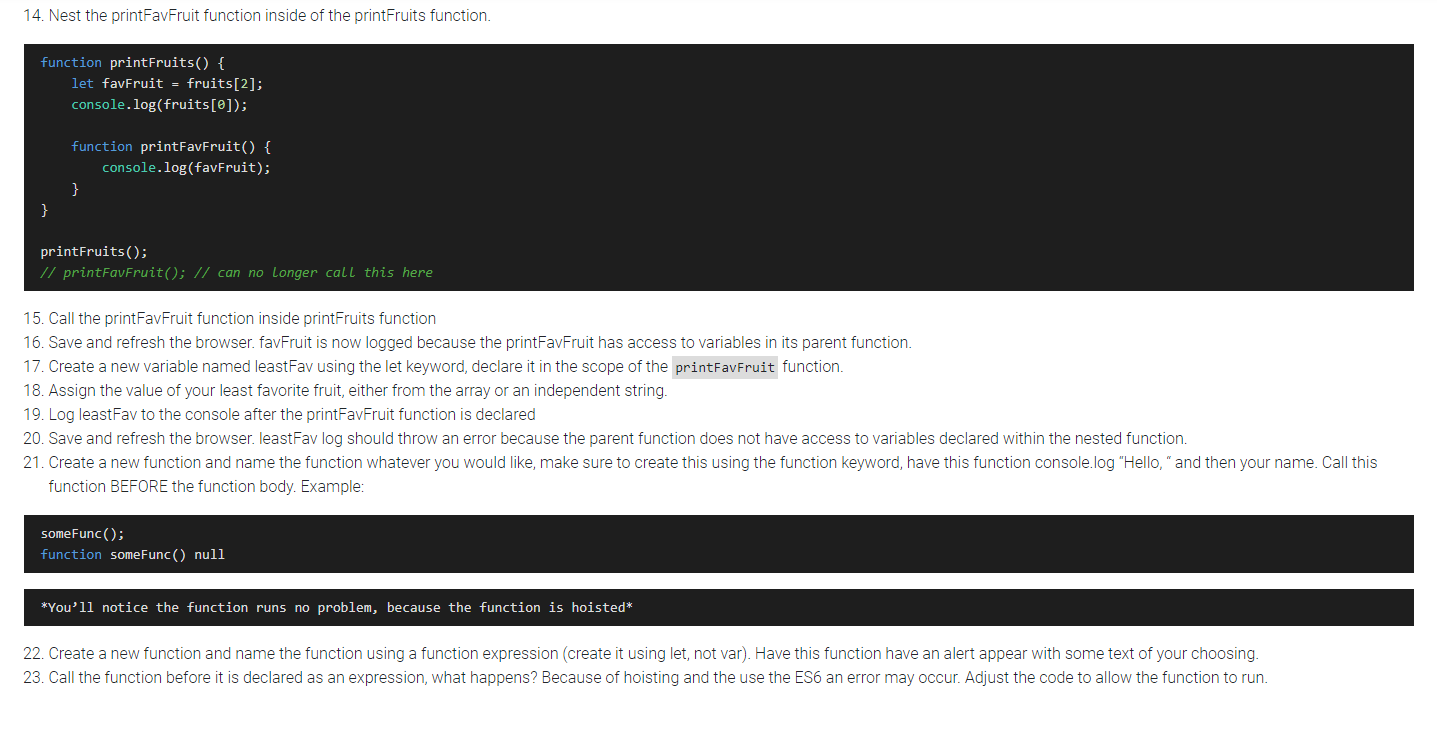 14. Nest the printFavFruit function inside of the printFruits function.
function printFruits() {
let favFruit = fruits[2];
console.log(fruits[0]);
function printFavFruit() {
console.log(favFruit);
}
}
printFruits();
// printFavFruit(); // can no longer call this here
15. Call the printFavFruit function inside printFruits function
16. Save and refresh the browser. favFruit is now logged because the printFavFruit has access to variables in its parent function.
17. Create a new variable named leastFav using the let keyword, declare it in the scope of the printFavFruit function.
18. Assign the value of your least favorite fruit, either from the array or an independent string.
19. Log leastFav to the console after the printFavFruit function is declared
20. Save and refresh the browser. leastFav log should throw an error because the parent function does not have access to variables declared within the nested function.
21. Create a new function and name the function whatever you would like, make sure to create this using the function keyword, have this function console.log “Hello, “ and then your name. Call this
function BEFORE the function body. Example:
someFunc();
function someFunc() null
*You’ll notice the function runs no problem, because the function is hoisted*
22. Create a new function and name the function using a function expression (create it using let, not var). Have this function have an alert appear with some text of your choosing.
23. Call the function before it is declared as an expression, what happens? Because of hoisting and the use the ES6 an error may occur. Adjust the code to allow the function to run.